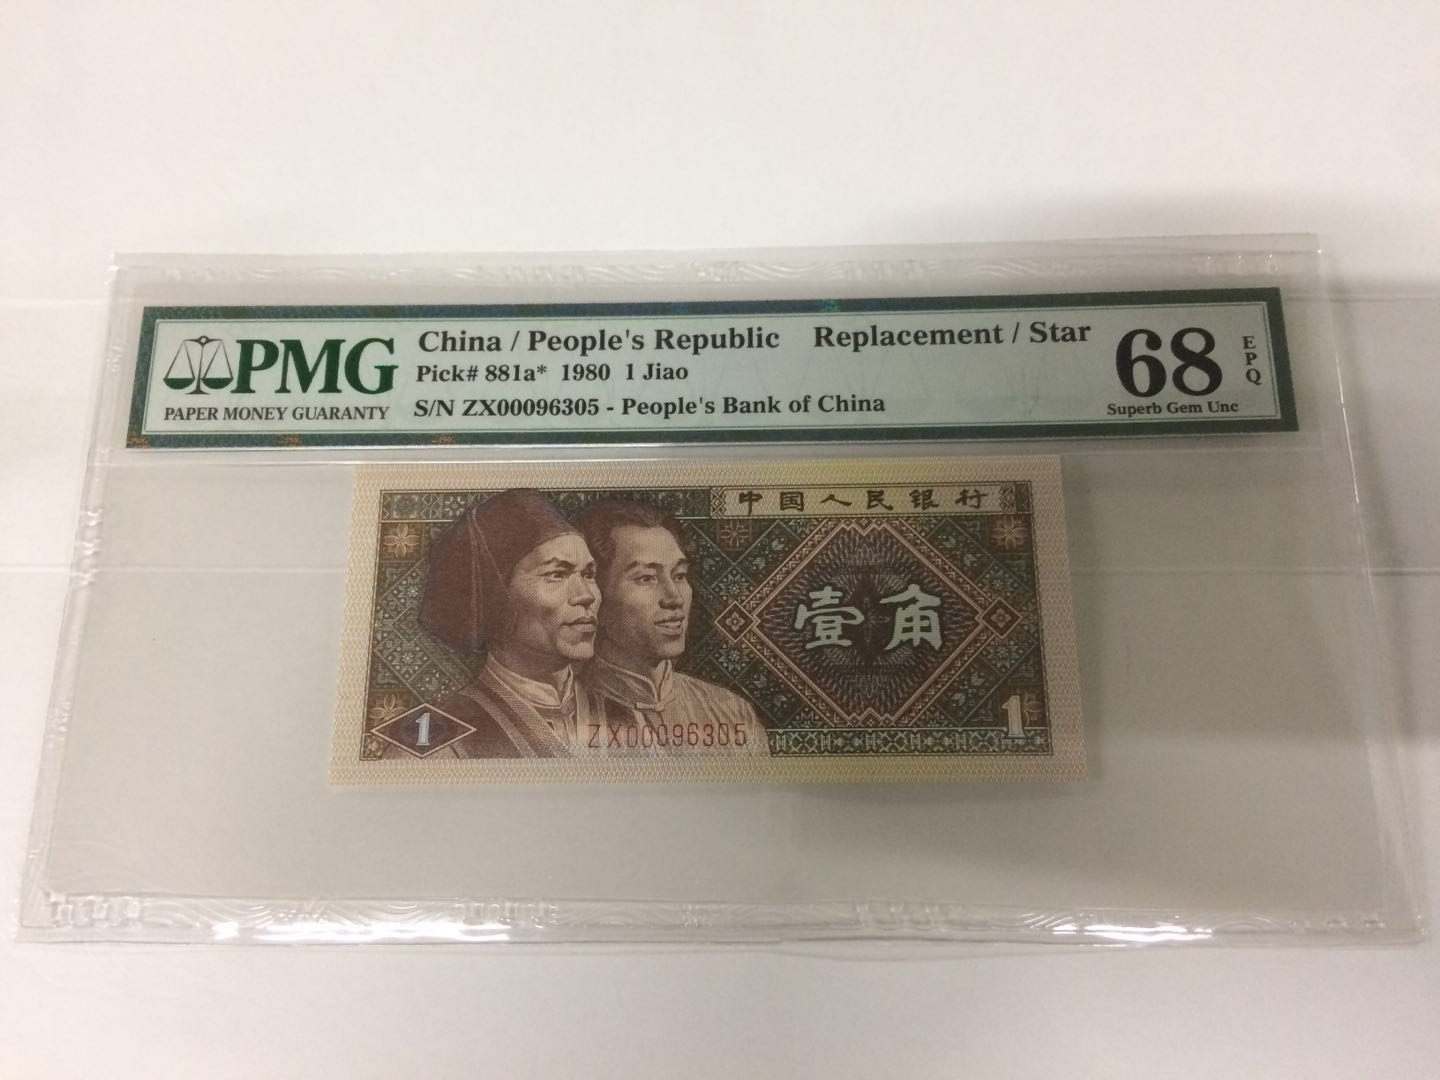 PMG
PAPER MONEY GUARANTY
China / People's Republic Replacement / Star
Pick# 881a* 1980 1 Jiao
S/N ZX00096305 - People's Bank of China
68
EPQ
Superb Gem Unc
中国人民银行
壹角
1
ZX00096305
1